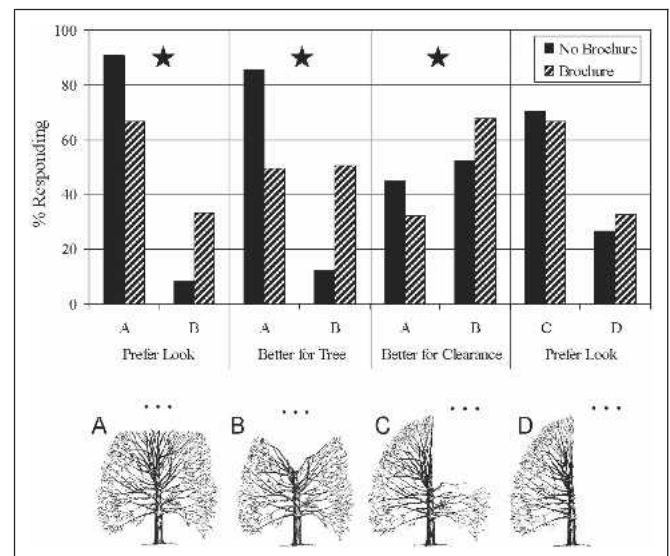 100
80
60
40
20
0
% Responding
No Brochure
Brochure
A B A B A B C D
Prefer Look Better for Tree Better for Clearance Prefer Look
A B C D